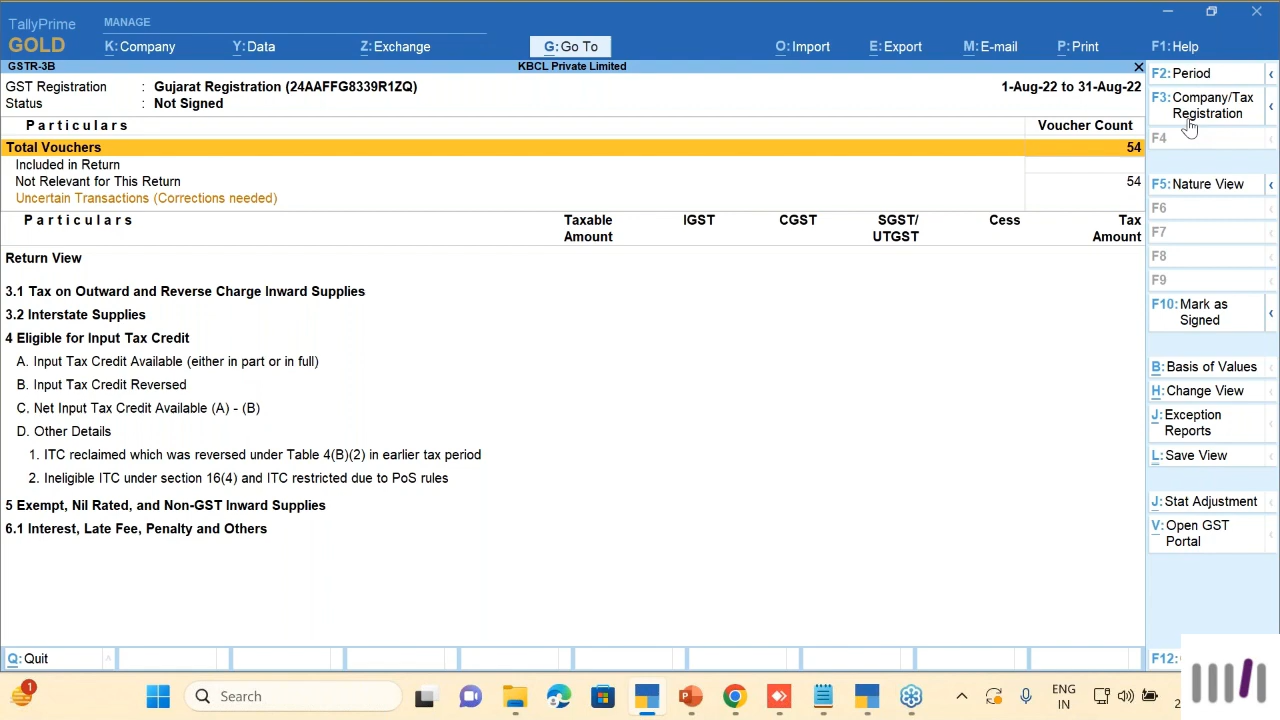 TallyPrime
GOLD
MANAGE
K:Company
Y:Data
Z:Exchange
G:Go To
O:Import
E:Export
M:E-mail
P:Print
F1:Help
GSTR-3B
KBCL Private Limited
GST Registration : Gujarat Registration (24AAFFG8339R1ZQ)
1-Aug-22 to 31-Aug-22
Status : Not Signed
Particulars
Voucher Count
Total Vouchers 54
Included in Return
Not Relevant for This Return 54
Uncertain Transactions (Corrections needed)
Particulars
Taxable
Amount
IGST
CGST
SGST/
UTGST
Cess
Tax
Amount
Return View
3.1 Tax on Outward and Reverse Charge Inward Supplies
3.2 Interstate Supplies
4 Eligible for Input Tax Credit
A. Input Tax Credit Available (either in part or in full)
B. Input Tax Credit Reversed
C. Net Input Tax Credit Available (A) - (B)
D. Other Details
1. ITC reclaimed which was reversed under Table 4(B)(2) in earlier tax period
2. Ineligible ITC under section 16(4) and ITC restricted due to PoS rules
5 Exempt, Nil Rated, and Non-GST Inward Supplies
6.1 Interest, Late Fee, Penalty and Others
F2:Period
F3:Company/Tax
Registration
F4
F5:Nature View
F6
F7
F8
F9
F10:Mark as
Signed
B:Basis of Values
H:Change View
J:Exception
Reports
L:Save View
J:Stat Adjustment
V:Open GST
Portal
F12:
Q:Quit
1
Search
ENG
IN